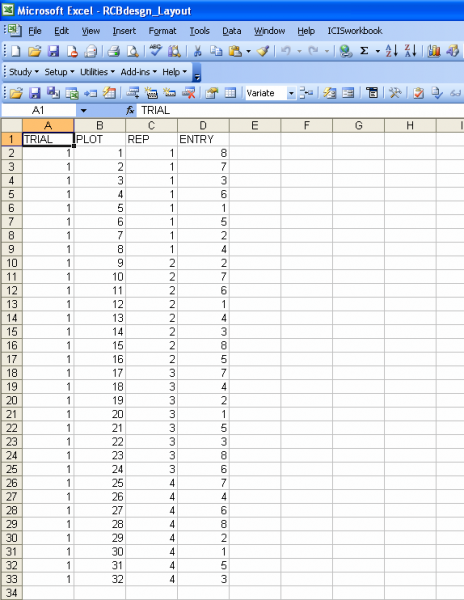 Microsoft Excel - RCBdesgn_Layout
File Edit View Insert Format Tools Data Window Help ICISworkbook
Study Setup Utilities Add-ins Help
Variate
A1 fx TRIAL
A B C D E F G H I
1 TRIAL PLOT REP ENTRY
2 1 1 1 8
3 1 2 1 7
4 1 3 1 3
5 1 4 1 6
6 1 5 1 1
7 1 6 1 5
8 1 7 1 2
9 1 8 1 4
10 1 9 2 2
11 1 10 2 7
12 1 11 2 6
13 1 12 2 1
14 1 13 2 4
15 1 14 2 3
16 1 15 2 8
17 1 16 2 5
18 1 17 3 7
19 1 18 3 4
20 1 19 3 2
21 1 20 3 1
22 1 21 3 5
23 1 22 3 3
24 1 23 3 8
25 1 24 3 6
26 1 25 4 7
27 1 26 4 4
28 1 27 4 6
29 1 28 4 8
30 1 29 4 2
31 1 30 4 1
32 1 31 4 5
33 1 32 4 3
34